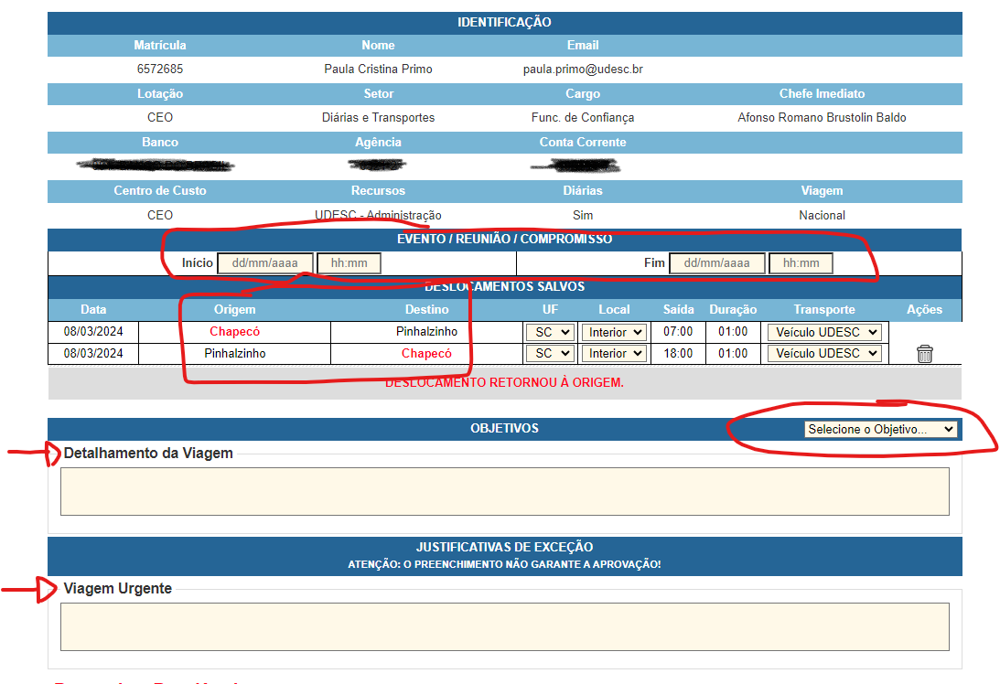 IDENTIFICAÇÃO
Matrícula Nome Email
6572685 Paula Cristina Primo paula.primo@udesc.br
Lotação Setor Cargo Chefe Imediato
CEO Diárias e Transportes Func. de Confiança Afonso Romano Brustolin Baldo
Banco Agência Conta Corrente
Centro de Custo Recursos Diárias Viagem
CEO UDESC - Administração Sim Nacional
EVENTO / REUNIÃO / COMPROMISSO
Início dd/mm/aaaa hh:mm Fim dd/mm/aaaa hh:mm
DESLOCAMENTOS SALVOS
Data Origem Destino UF Local Saída Duração Transporte Ações
08/03/2024 Chapecó Pinhalzinho SC Interior 07:00 01:00 Veículo UDESC
08/03/2024 Pinhalzinho Chapecó SC Interior 18:00 01:00 Veículo UDESC
DESLOCAMENTO RETORNOU À ORIGEM.
OBJETIVOS Selecione o Objetivo...
Detalhamento da Viagem
JUSTIFICATIVAS DE EXCEÇÃO
ATENÇÃO: O PREENCHIMENTO NÃO GARANTE A APROVAÇÃO!
Viagem Urgente